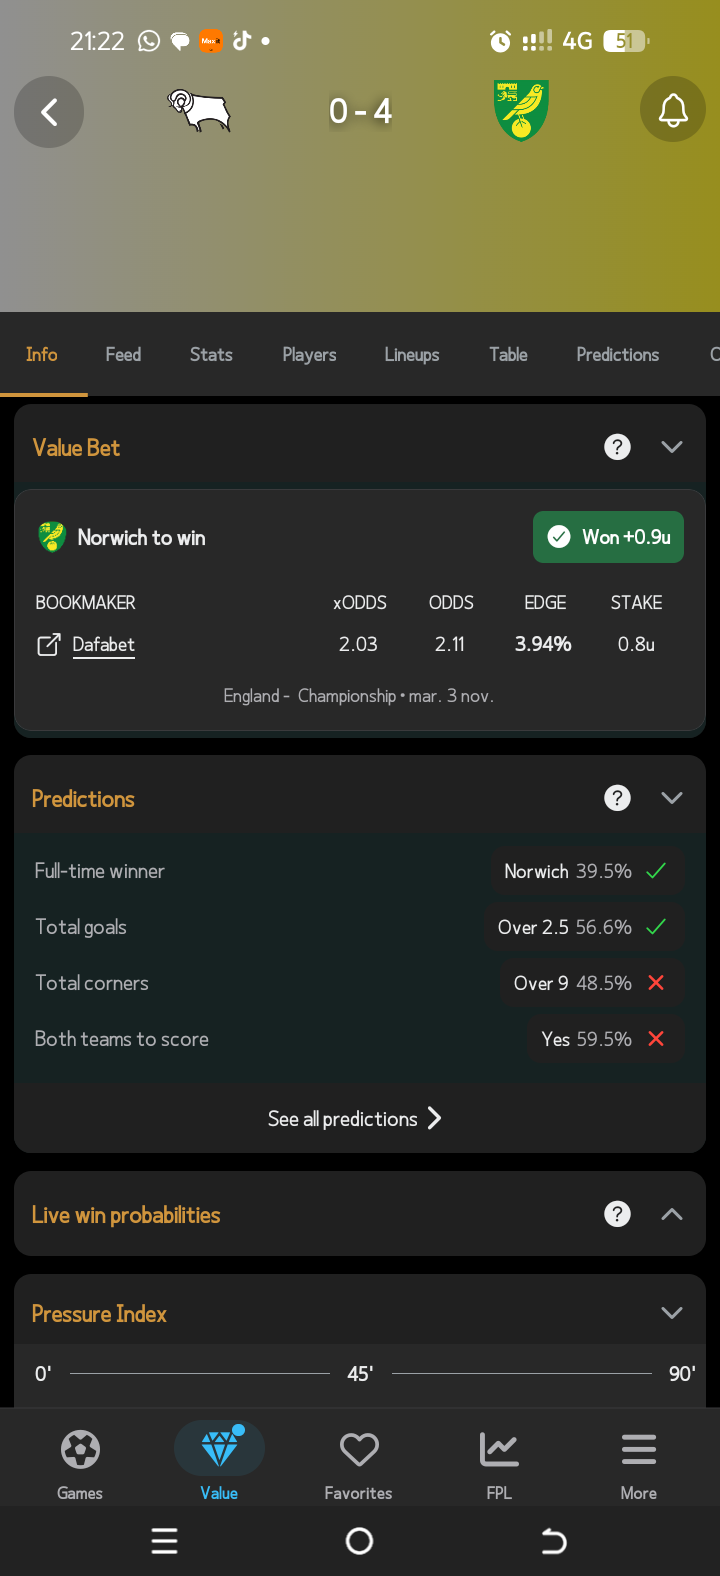 21:22
4G
51
0 - 4
Info Feed Stats Players Lineups Table Predictions
Value Bet ?
Norwich to win Won +0.9u
BOOKMAKER xODDS ODDS EDGE STAKE
Dafabet 2.03 2.11 3.94% 0.8u
England - Championship • mar. 3 nov.
Predictions ?
Full-time winner Norwich 39.5%
Total goals Over 2.5 56.6%
Total corners Over 9 48.5%
Both teams to score Yes 59.5%
See all predictions
Live win probabilities ?
Pressure Index
0' 45' 90'
Games Value Favorites FPL More